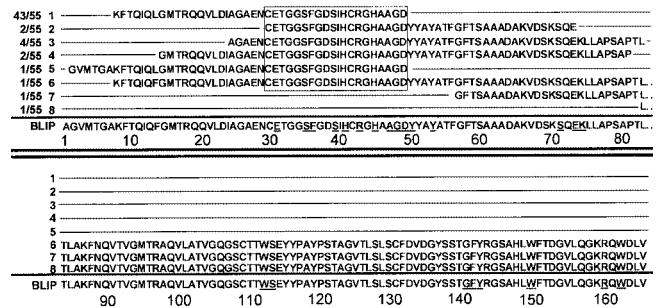 43/55 1 KFTQIQLGMTRQQVLDIAGAENCETGGSFGDSIHCRGHAAGD
2/55 2 CETGGSFGDSIHCRGHAAGDYYAYATFGFTSAAADAKVDSKSQE
4/55 3 AGAENCETGGSFGDSIHCRGHAAGDYYAYATFGFTSAAADAKVDSKSQEKLLAPSAPTL
2/55 4 GMTRQQVLDIAGAENCETGGSFGDSIHCRGHAAGDYYAYATFGFTSAAADAKVDSKSQEKLLAPSAP
1/55 5 GVMTGAKFTQIQLGMTRQQVLDIAGAENCETGGSFGDSIHCRGHAAGD
1/55 6 KFTQIQLGMTRQQVLDIAGAENCETGGSFGDSIHCRGHAAGDYYAYATFGFTSAAADAKVDSKSQEKLLAPSAPTL..
1/55 7 GFTSAAADAKVDSKSQEKLLAPSAPTL..
1/55 8 L..
BLIP AGVMTGAKFTQIQFGMTRQQVLDIAGAENCETGGSFGDSIHCRGHAAGDYYAYATFGFTSAAADAKVDSKSQEKLLAPSAPTL..
1 10 20 30 40 50 60 70 80
1
2
3
4
5
6 TLAKFNQVTVGMTRAQVLATVGQGSCTTWSEYYPAYPSTAGVTLSLSCFDVDGYSSTGFYRGSAHLWFTDGVLQGKRQWDLV
7 TLAKFNQVTVGMTRAQVLATVGQGSCTTWSEYYPAYPSTAGVTLSLSCFDVDGYSSTGFYRGSAHLWFTDGVLQGKRQWDLV
8 TLAKFNQVTVGMTRAQVLATVGQGSCTTWSEYYPAYPSTAGVTLSLSCFDVDGYSSTGFYRGSAHLWFTDGVLQGKRQWDLV
BLIP TLAKFNQVTVGMTRAQVLATVGQGSCTTWSEYYPAYPSTAGVTLSLSCFDVDGYSSTGFYRGSAHLWFTDGVLQGKRQWDLV
90 100 110 120 130 140 150 160